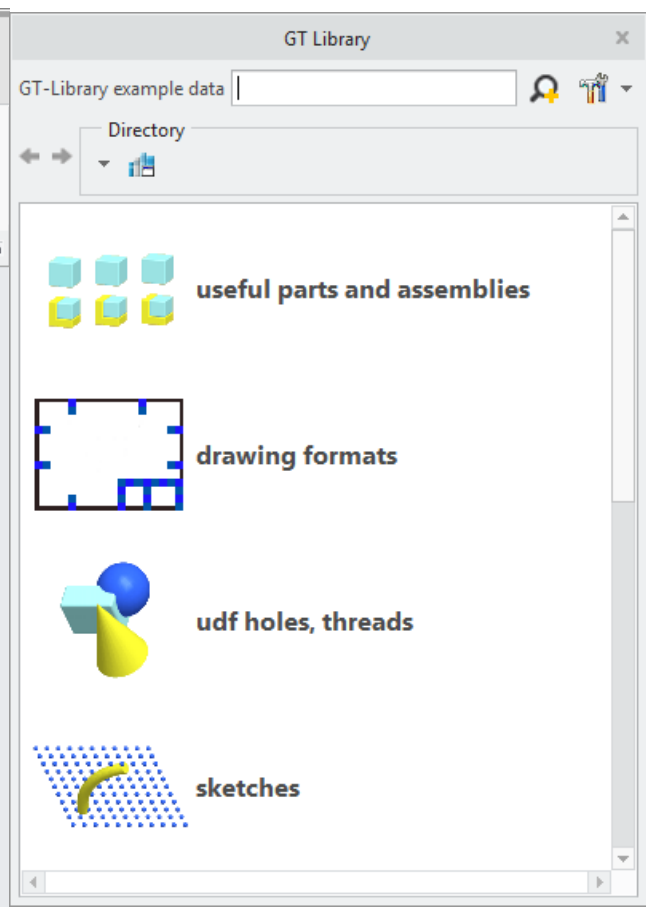 GT Library
GT-Library example data
Directory
useful parts and assemblies
drawing formats
udf holes, threads
sketches